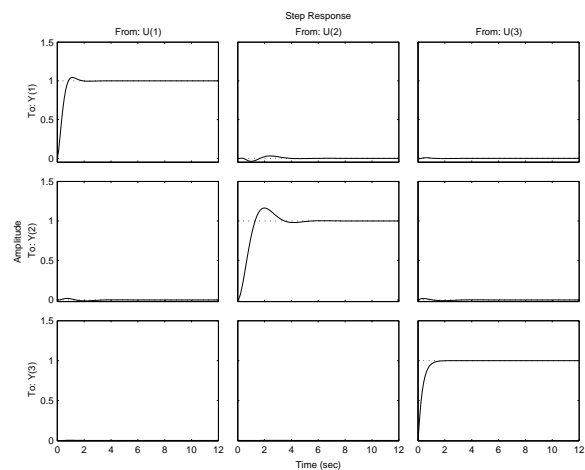 Step Response
From: U(1)
From: U(2)
From: U(3)
1.5
1
0.5
0
To: Y(1)
1.5
1
0.5
0
Amplitude
To: Y(2)
1.5
1
0.5
0
To: Y(3)
0 2 4 6 8 10 12
0 2 4 6 8 10 12
0 2 4 6 8 10 12
Time (sec)